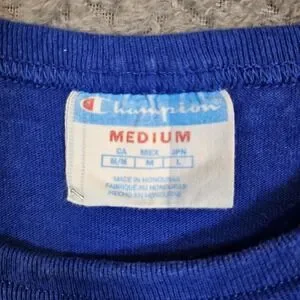 Champion
MEDIUM
CA MEX JPN
M/M M L
MADE IN HONDURAS
FABRIQUÉ AU HONDURAS
HECHO EN HONDURAS